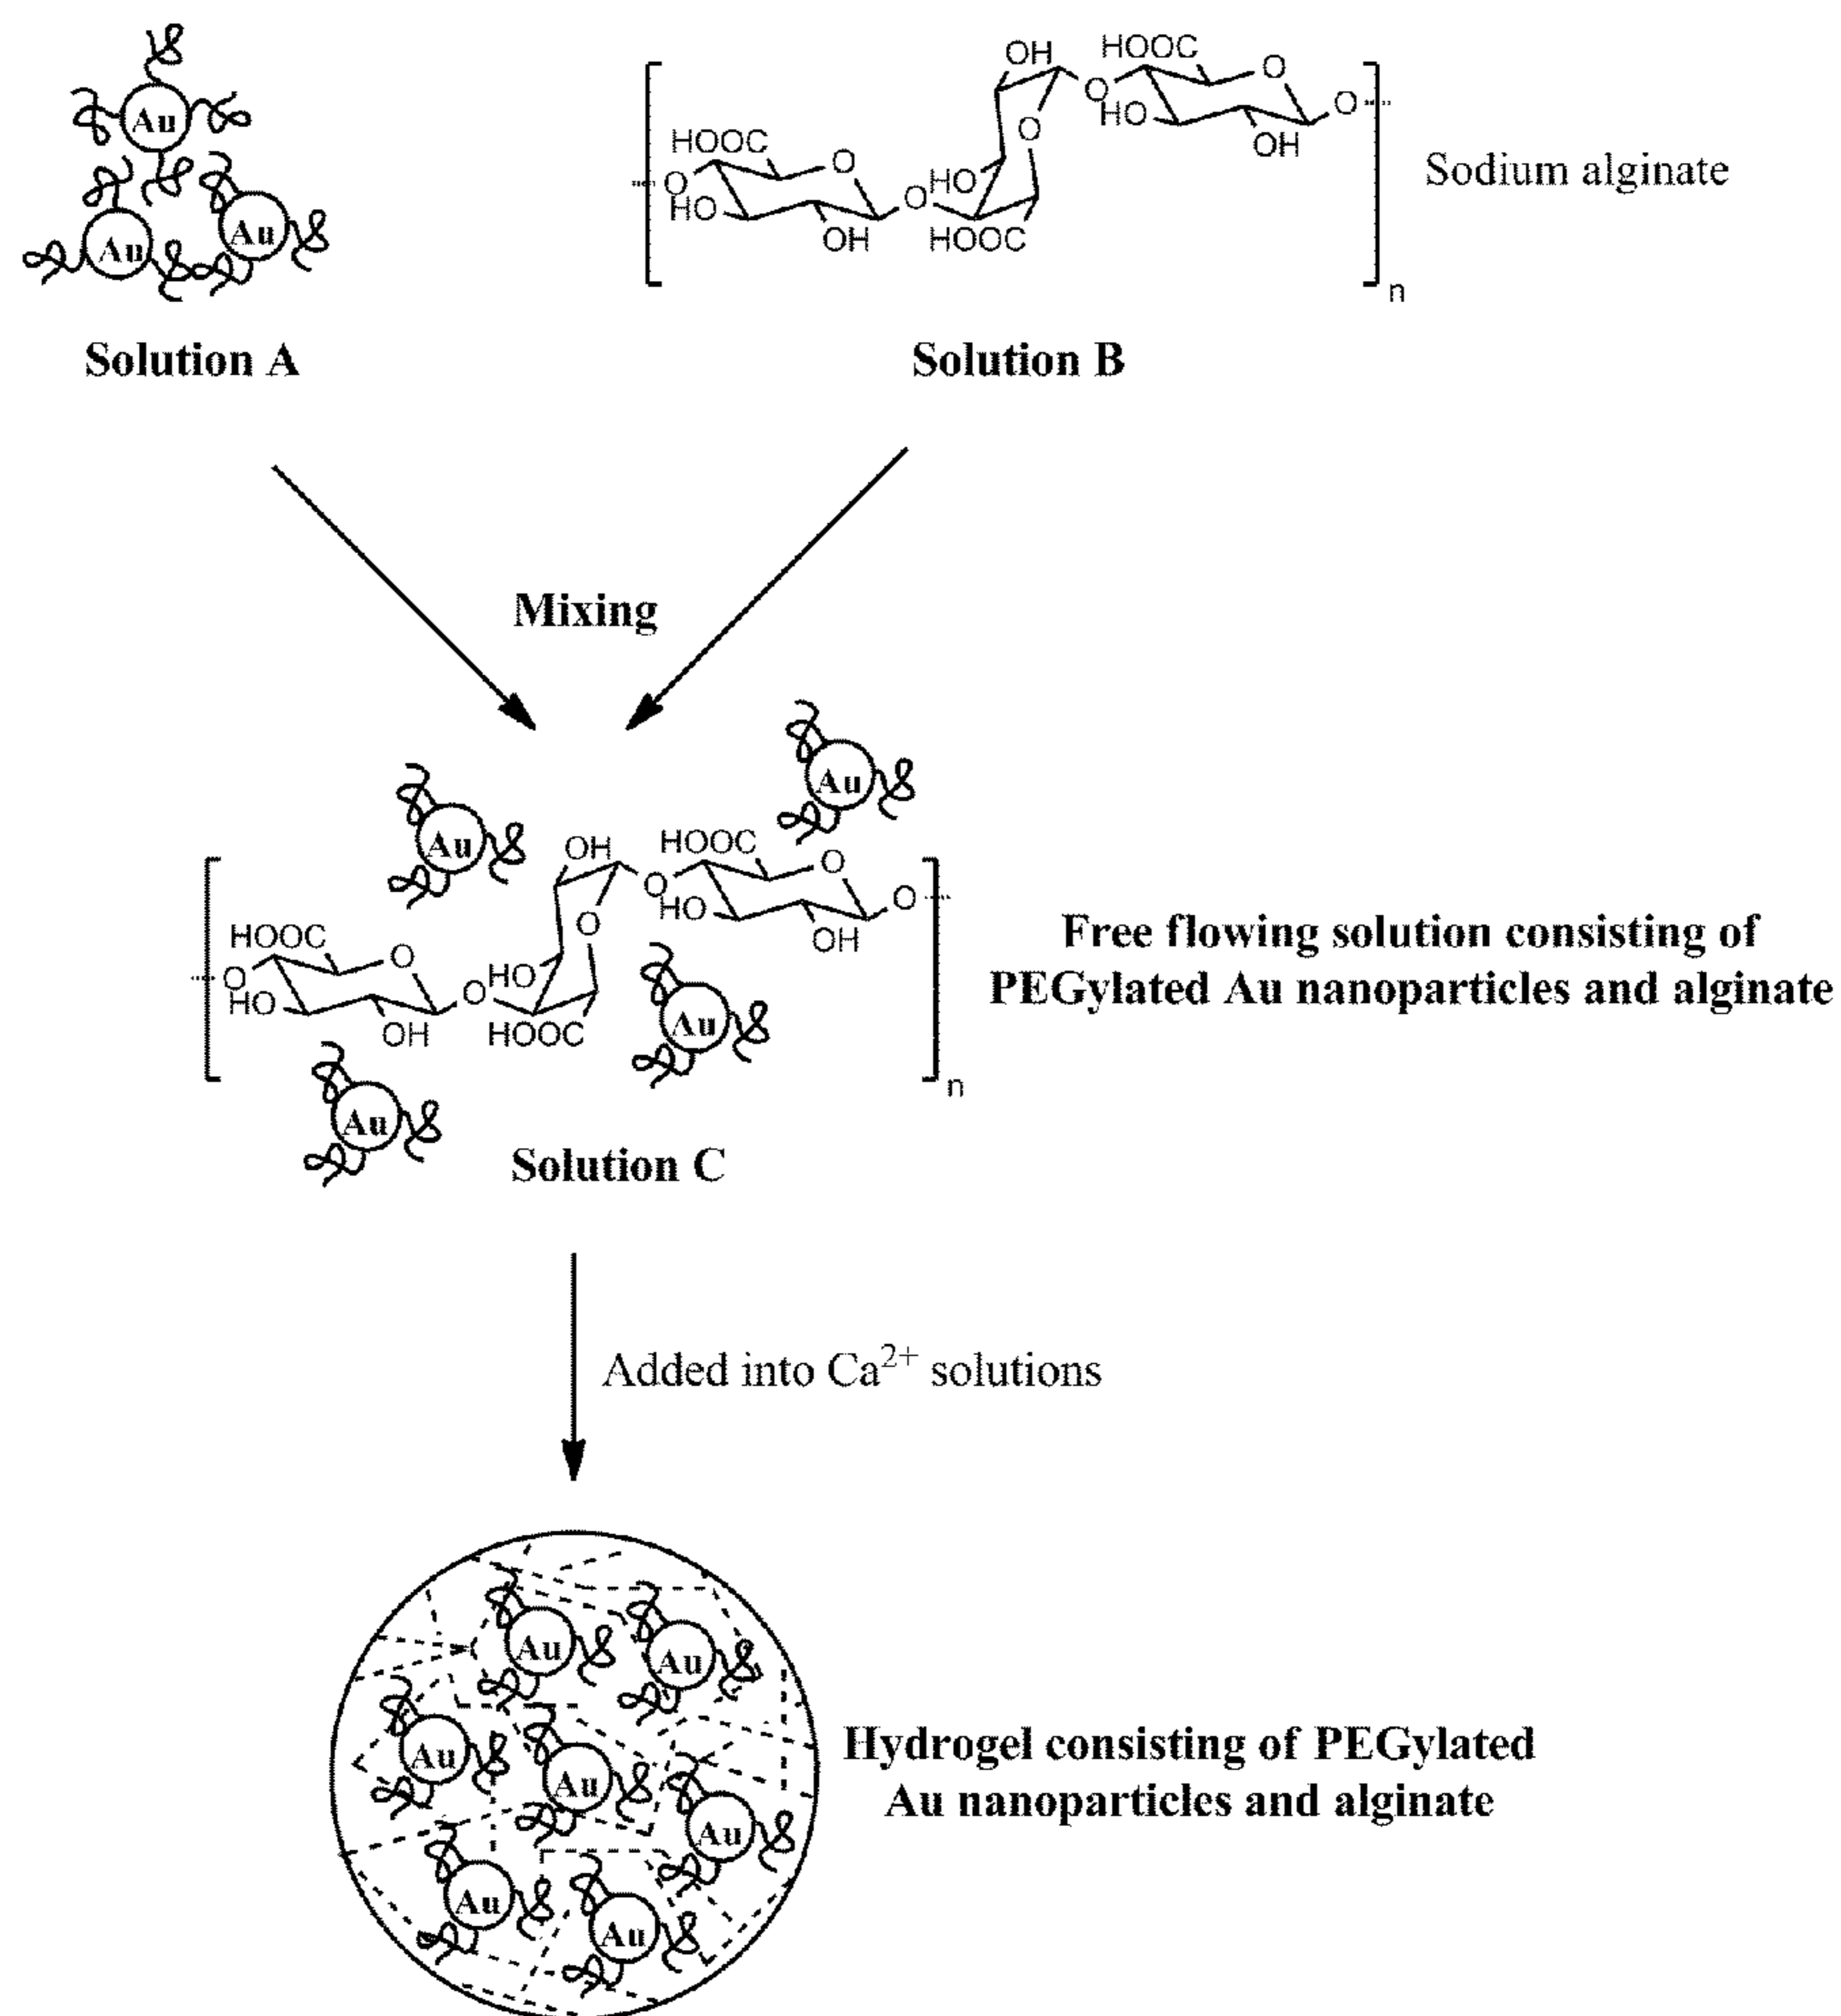 Au
Au
Au
Solution A
OH
HOOC
O
O
HO
OH
O
HOOC
O
O
HO
O
HO
O
OH
HOOC
n
Sodium alginate
Solution B
Mixing
Au
Au
OH
HOOC
O
O
HO
OH
O
O
HOOC
O
O
HO
O
HO
OH
HOOC
Au
n
Au
Solution C
Free flowing solution consisting of
PEGylated Au nanoparticles and alginate
Added into Ca²⁺ solutions
Au
Au
Au
Au
Au
Au
Au
Hydrogel consisting of PEGylated
Au nanoparticles and alginate